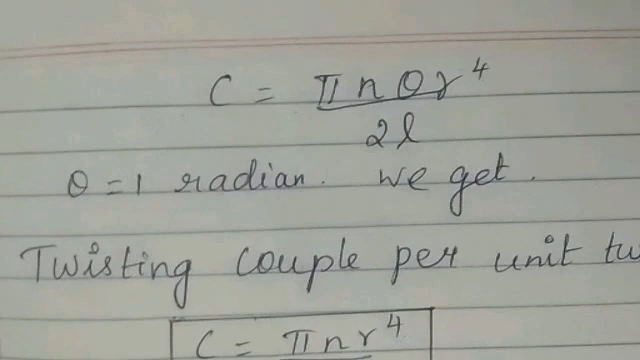 C = πnθr⁴
2l
θ = 1 radian. We get.
Twisting couple per unit
C = πnr⁴